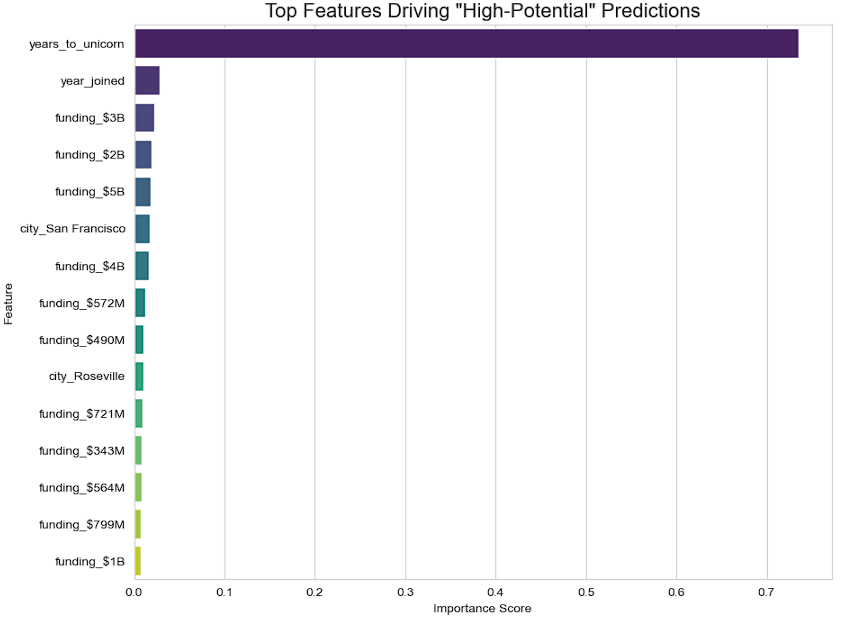 Top Features Driving "High-Potential" Predictions
years_to_unicorn
year_joined
funding_$3B
funding_$2B
funding_$5B
city_San Francisco
funding_$4B
funding_$572M
funding_$490M
city_Roseville
funding_$721M
funding_$343M
funding_$564M
funding_$799M
funding_$1B
Feature
0.0 0.1 0.2 0.3 0.4 0.5 0.6 0.7
Importance Score